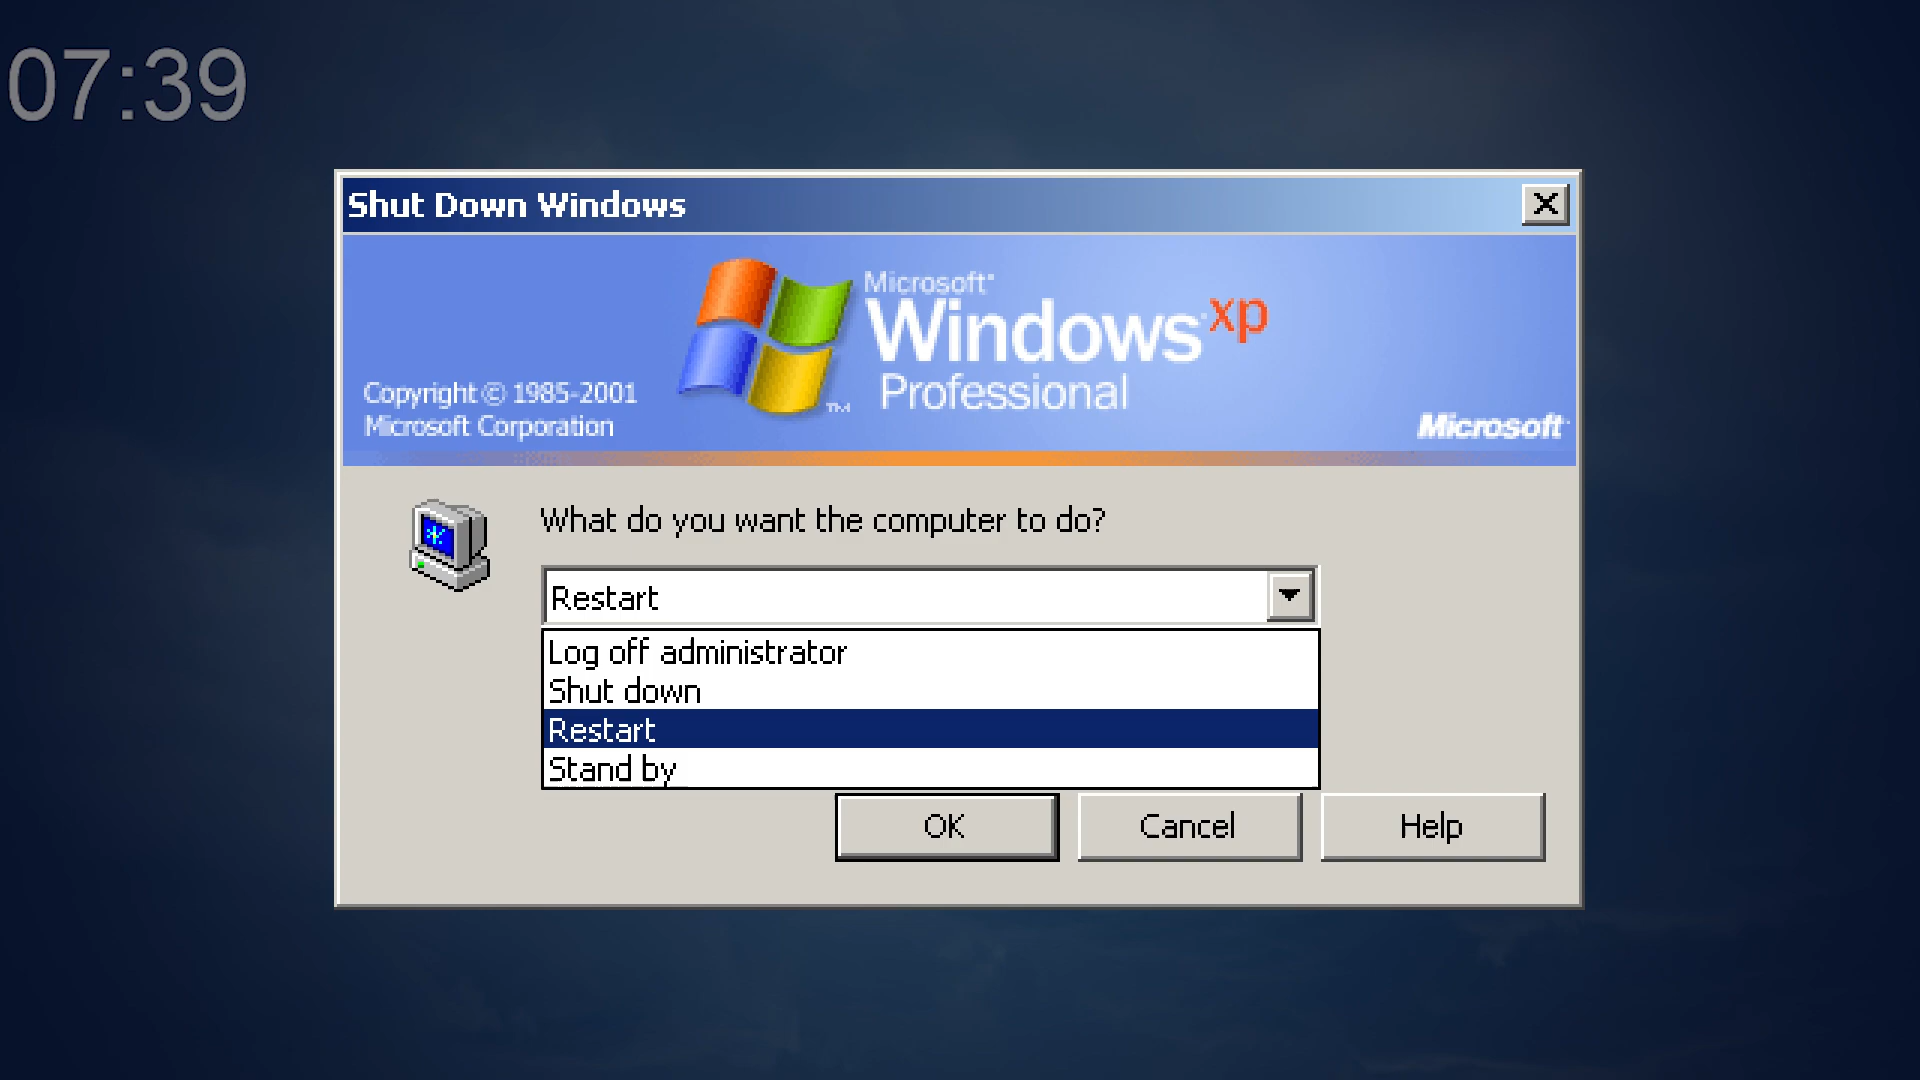 07:39
Shut Down Windows
Microsoft®
Windows xp
Professional
TM
Copyright © 1985-2001
Microsoft Corporation
Microsoft
What do you want the computer to do?
Restart
Log off administrator
Shut down
Restart
Stand by
OK
Cancel
Help